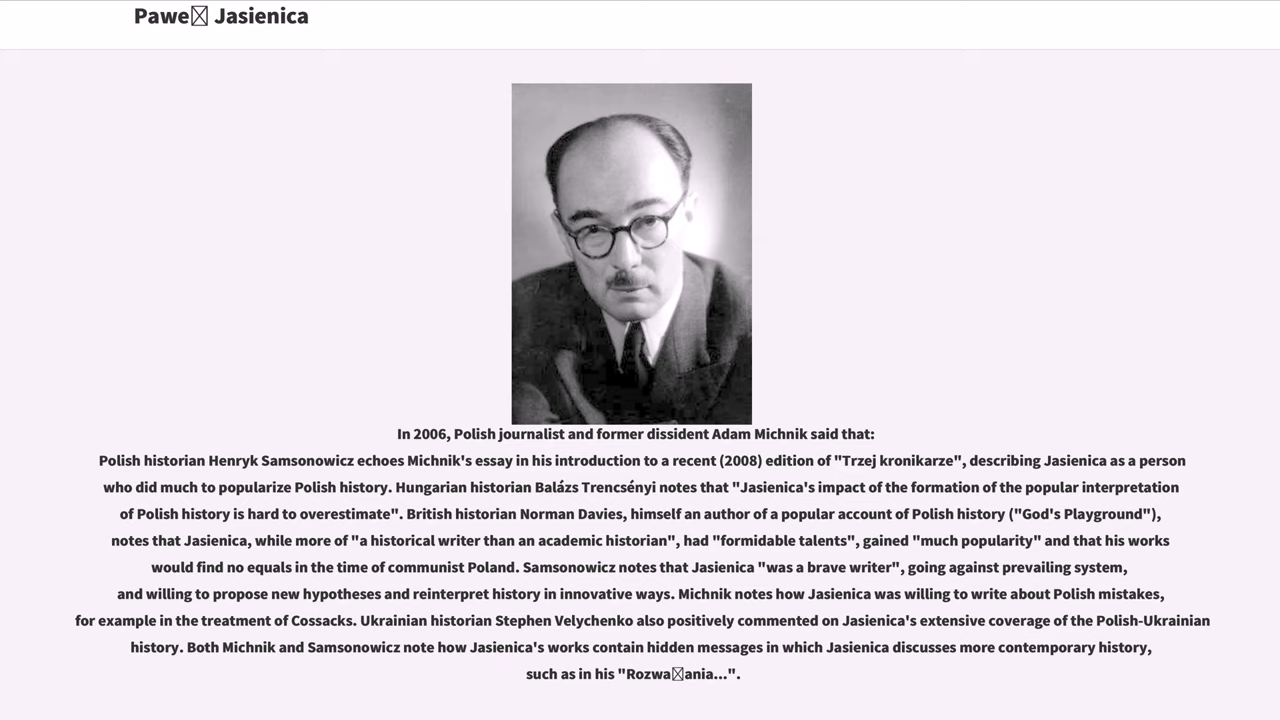 Pawe� Jasienica
In 2006, Polish journalist and former dissident Adam Michnik said that:
Polish historian Henryk Samsonowicz echoes Michnik's essay in his introduction to a recent (2008) edition of "Trzej kronikarze", describing Jasienica as a person
who did much to popularize Polish history. Hungarian historian Balázs Trencsényi notes that "Jasienica's impact of the formation of the popular interpretation
of Polish history is hard to overestimate". British historian Norman Davies, himself an author of a popular account of Polish history ("God's Playground"),
notes that Jasienica, while more of "a historical writer than an academic historian", had "formidable talents", gained "much popularity" and that his works
would find no equals in the time of communist Poland. Samsonowicz notes that Jasienica "was a brave writer", going against prevailing system,
and willing to propose new hypotheses and reinterpret history in innovative ways. Michnik notes how Jasienica was willing to write about Polish mistakes,
for example in the treatment of Cossacks. Ukrainian historian Stephen Velychenko also positively commented on Jasienica's extensive coverage of the Polish-Ukrainian
history. Both Michnik and Samsonowicz note how Jasienica's works contain hidden messages in which Jasienica discusses more contemporary history,
such as in his "Rozwa�ania...".